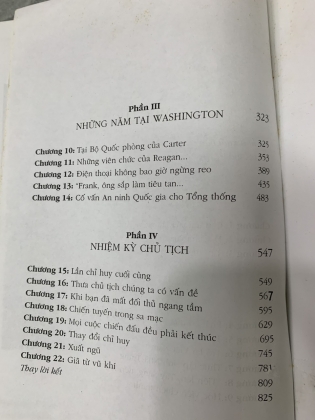 Phần III
NHỮNG NĂM TẠI WASHINGTON 323
Chương 10: Tại Bộ Quốc phòng của Carter 325
Chương 11: Những viên chức của Reagan... 353
Chương 12: Điện thoại không bao giờ ngừng reo 389
Chương 13: “Frank, ông sắp làm tiêu tan... 435
Chương 14: Cố vấn An ninh Quốc gia cho Tổng thống 483
Phần IV
NHIỆM KỲ CHỦ TỊCH 547
Chương 15: Lần chỉ huy cuối cùng 549
Chương 16: Thưa chủ tịch chúng ta có vấn đề 567
Chương 17: Khi bạn đã mất đối thủ ngang tầm 595
Chương 18: Chiến tuyến trong sa mạc 629
Chương 19: Mọi cuộc chiến đấu đều phải kết thúc 695
Chương 20: Thay đổi chỉ huy 745
Chương 21: Xuất ngũ 781
Chương 22: Giã từ vũ khí 809
Thay lời kết 825